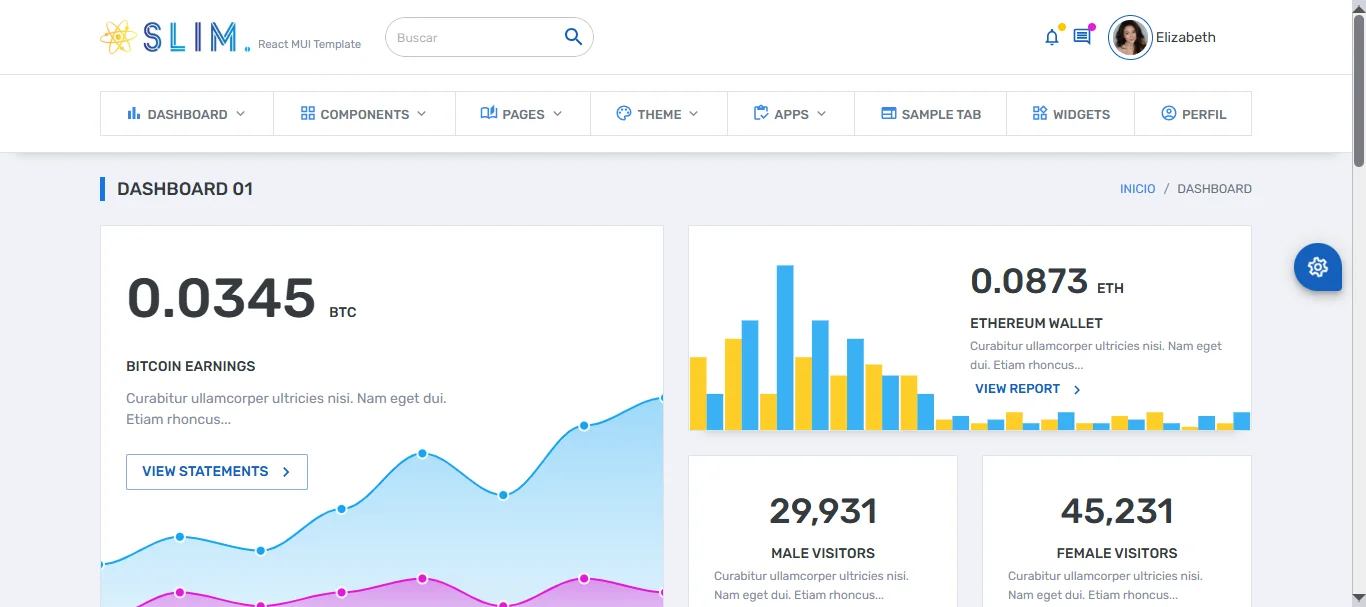 SLIM.
React MUI Template
Buscar
Elizabeth
DASHBOARD
COMPONENTS
PAGES
THEME
APPS
SAMPLE TAB
WIDGETS
PERFIL
DASHBOARD 01
INICIO / DASHBOARD
0.0345 BTC
BITCOIN EARNINGS
Curabitur ullamcorper ultricies nisi. Nam eget dui.
Etiam rhoncus...
VIEW STATEMENTS
0.0873 ETH
ETHEREUM WALLET
Curabitur ullamcorper ultricies nisi. Nam eget
dui. Etiam rhoncus...
VIEW REPORT
29,931
MALE VISITORS
Curabitur ullamcorper ultricies nisi.
Nam eget dui. Etiam rhoncus...
45,231
FEMALE VISITORS
Curabitur ullamcorper ultricies nisi.
Nam eget dui. Etiam rhoncus...